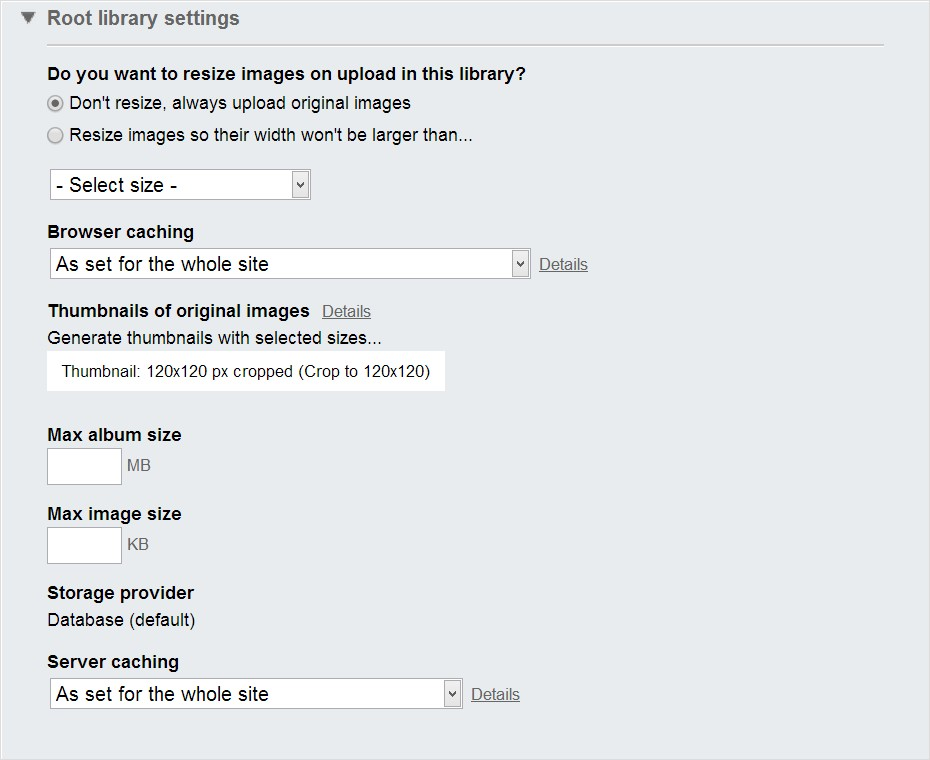 Root library settings
Do you want to resize images on upload in this library?
Don't resize, always upload original images
Resize images so their width won't be larger than...
- Select size -
Browser caching
As set for the whole site Details
Thumbnails of original images Details
Generate thumbnails with selected sizes...
Thumbnail: 120x120 px cropped (Crop to 120x120)
Max album size
MB
Max image size
KB
Storage provider
Database (default)
Server caching
As set for the whole site Details